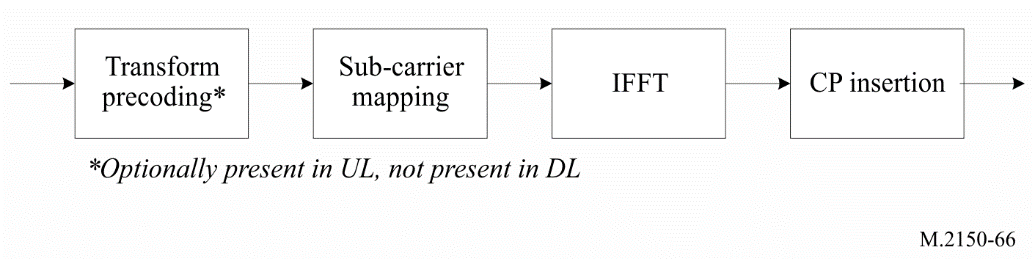 Transform
precoding*
Sub-carrier
mapping
IFFT
CP insertion
*Optionally present in UL, not present in DL
M.2150-66